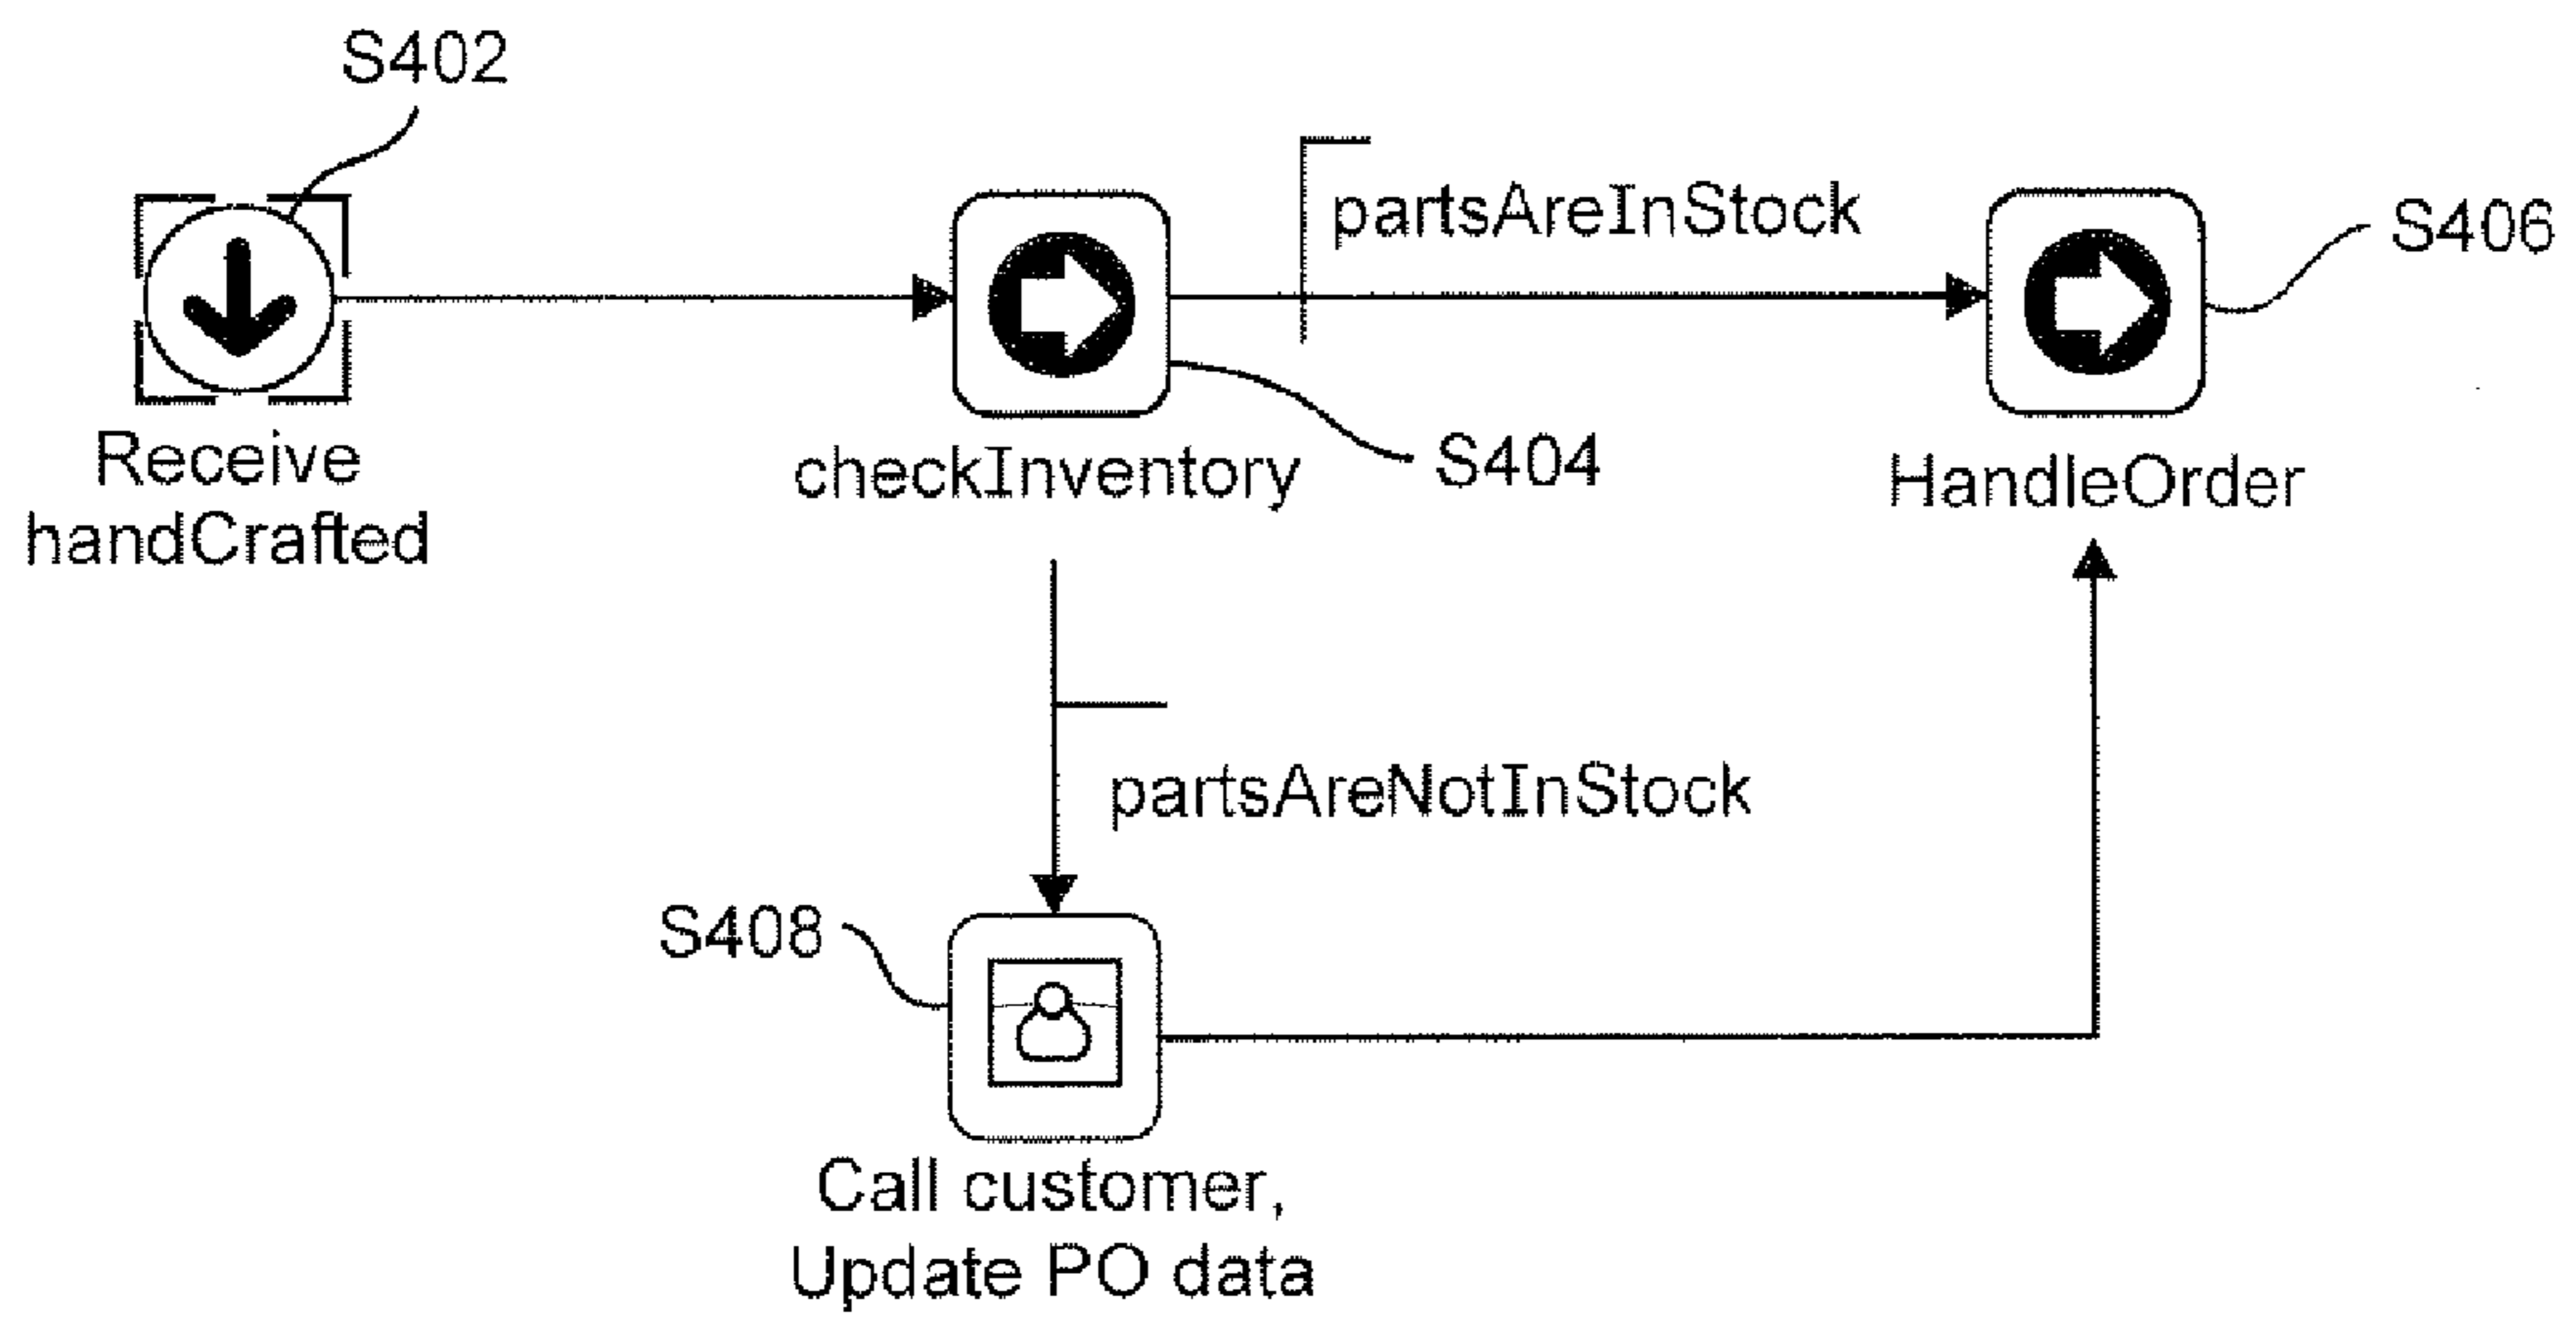 S402
partsAreInStock
S406
Receive
handCrafted
checkInventory
S404
HandleOrder
partsAreNotInStock
S408
Call customer,
Update PO data